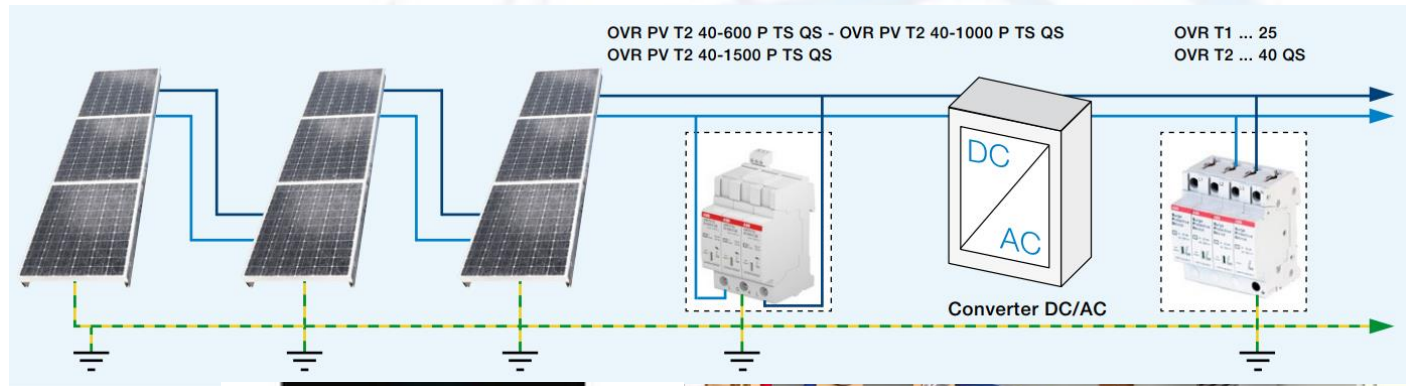 OVR PV T2 40-600 P TS QS - OVR PV T2 40-1000 P TS QS
OVR PV T2 40-1500 P TS QS
OVR T1 ... 25
OVR T2 ... 40 QS
DC
AC
Converter DC/AC